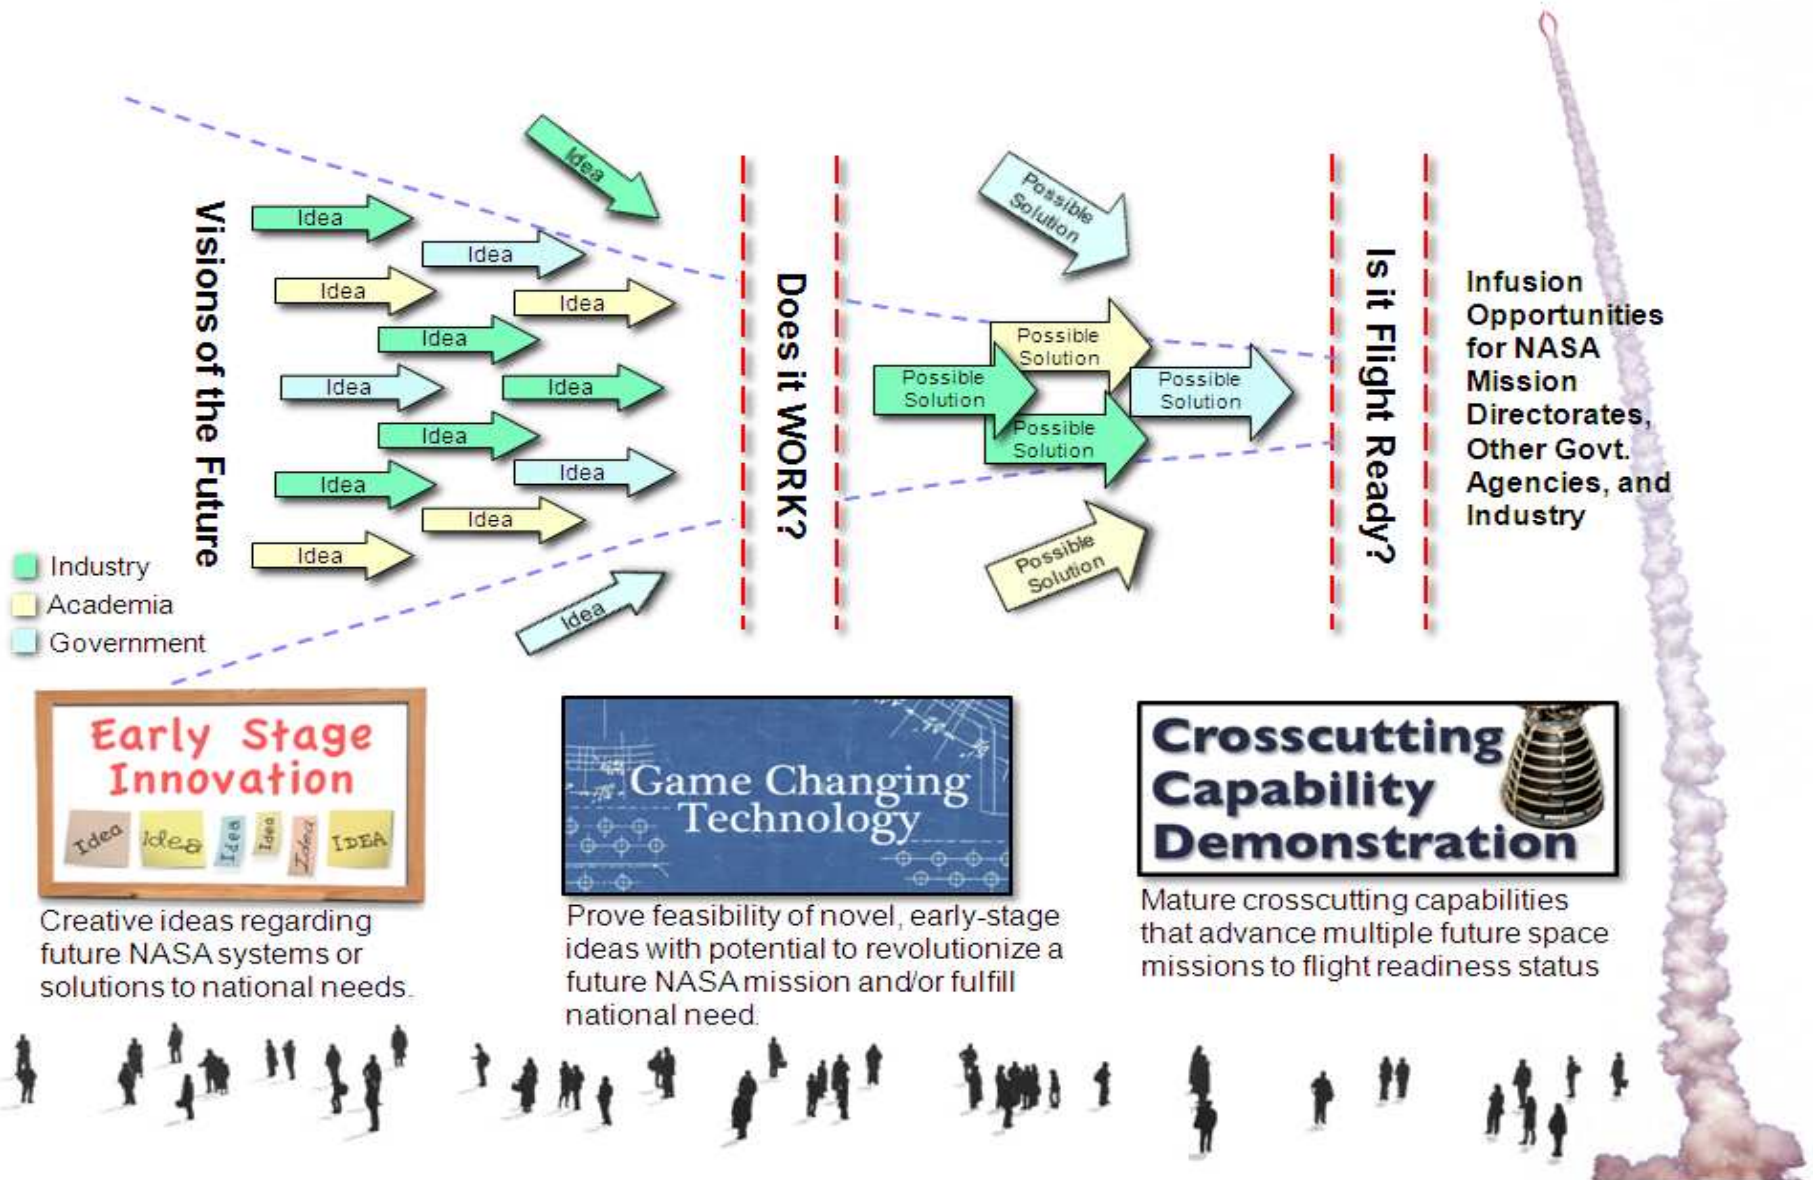 Visions of the Future
Idea
Idea
Idea
Idea
Idea
Idea
Idea
Idea
Idea
Idea
Idea
Idea
Idea
Idea
Does it WORK?
Possible
Solution
Possible
Solution
Possible
Solution
Possible
Solution
Possible
Solution
Possible
Solution
Is it Flight Ready?
Infusion
Opportunities
for NASA
Mission
Directorates,
Other Govt.
Agencies, and
Industry
Industry
Academia
Government
Early Stage
Innovation
Idea
Idea
Idea
Idea
Idea
IDEA
Creative ideas regarding
future NASA systems or
solutions to national needs.
Game Changing
Technology
Prove feasibility of novel, early-stage
ideas with potential to revolutionize a
future NASA mission and/or fulfill
national need.
Crosscutting
Capability
Demonstration
Mature crosscutting capabilities
that advance multiple future space
missions to flight readiness status